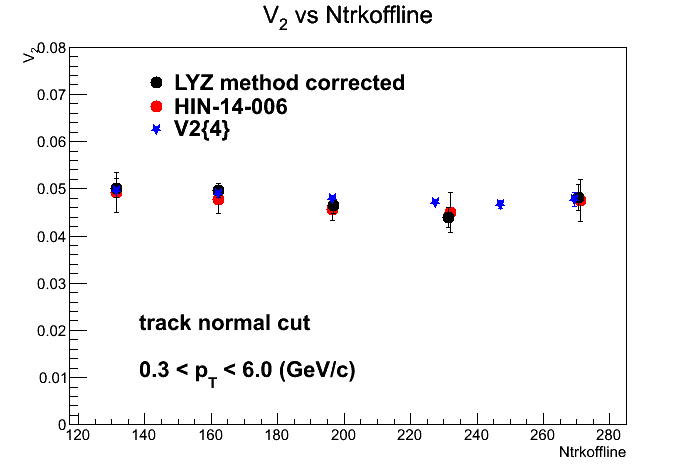 V2 vs Ntrkoffline
V2
0.08
LYZ method corrected
0.07
HIN-14-006
V2{4}
0.06
0.05
0.04
0.03
track normal cut
0.02
0.3 < pT < 6.0 (GeV/c)
0.01
0
120 140 160 180 200 220 240 260 280
Ntrkoffline